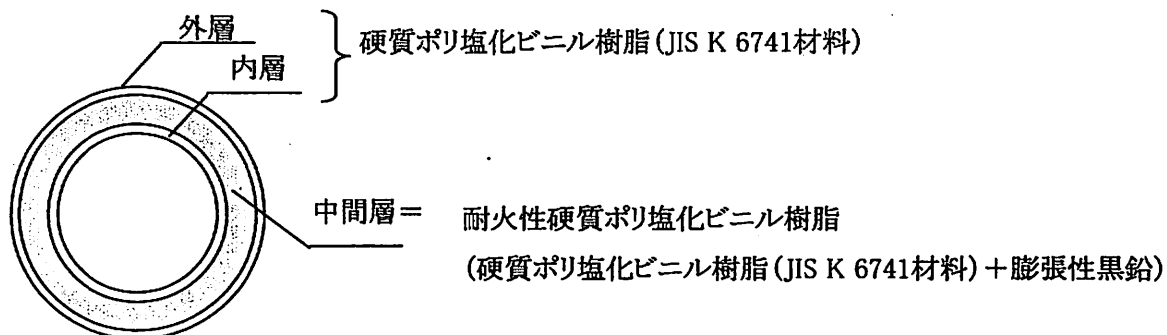 外層
内層
硬質ポリ塩化ビニル樹脂(JIS K 6741材料)
中間層=
耐火性硬質ポリ塩化ビニル樹脂
(硬質ポリ塩化ビニル樹脂(JIS K 6741材料)+膨張性黒鉛)